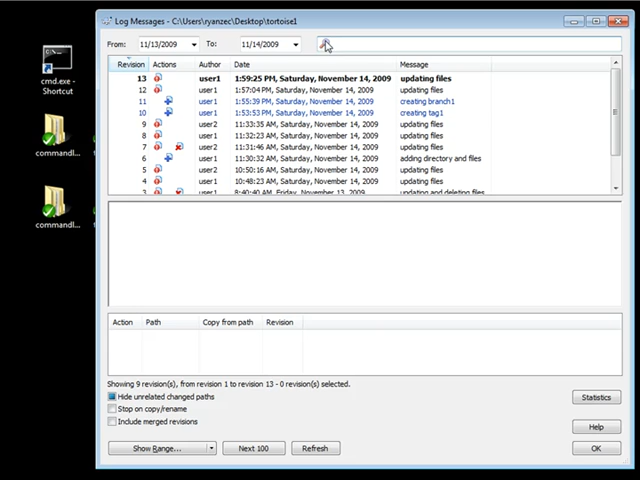 Log Messages - C:\Users\ryanzec\Desktop\tortoise1
From: 11/13/2009 To: 11/14/2009
Revision Actions Author Date Message
13 user1 1:59:25 PM, Saturday, November 14, 2009 updating files
12 user1 1:57:04 PM, Saturday, November 14, 2009 updating files
11 user1 1:55:39 PM, Saturday, November 14, 2009 creating branch1
10 user1 1:53:53 PM, Saturday, November 14, 2009 creating tag1
9 user2 11:33:35 AM, Saturday, November 14, 2009 updating files
8 user1 11:32:23 AM, Saturday, November 14, 2009 updating files
7 user2 11:31:46 AM, Saturday, November 14, 2009 updating files
6 user1 11:30:32 AM, Saturday, November 14, 2009 adding directory and files
5 user2 10:50:16 AM, Saturday, November 14, 2009 updating files
4 user1 10:48:23 AM, Saturday, November 14, 2009 updating files
3 user1 8:40:40 AM, Friday, November 13, 2009 updating and deleting files
Action Path Copy from path Revision
Showing 9 revision(s), from revision 1 to revision 13 - 0 revision(s) selected.
Hide unrelated changed paths
Stop on copy/rename
Include merged revisions
Statistics
Help
Show Range... Next 100 Refresh OK
cmd.exe -
Shortcut
commandl...
commandl...